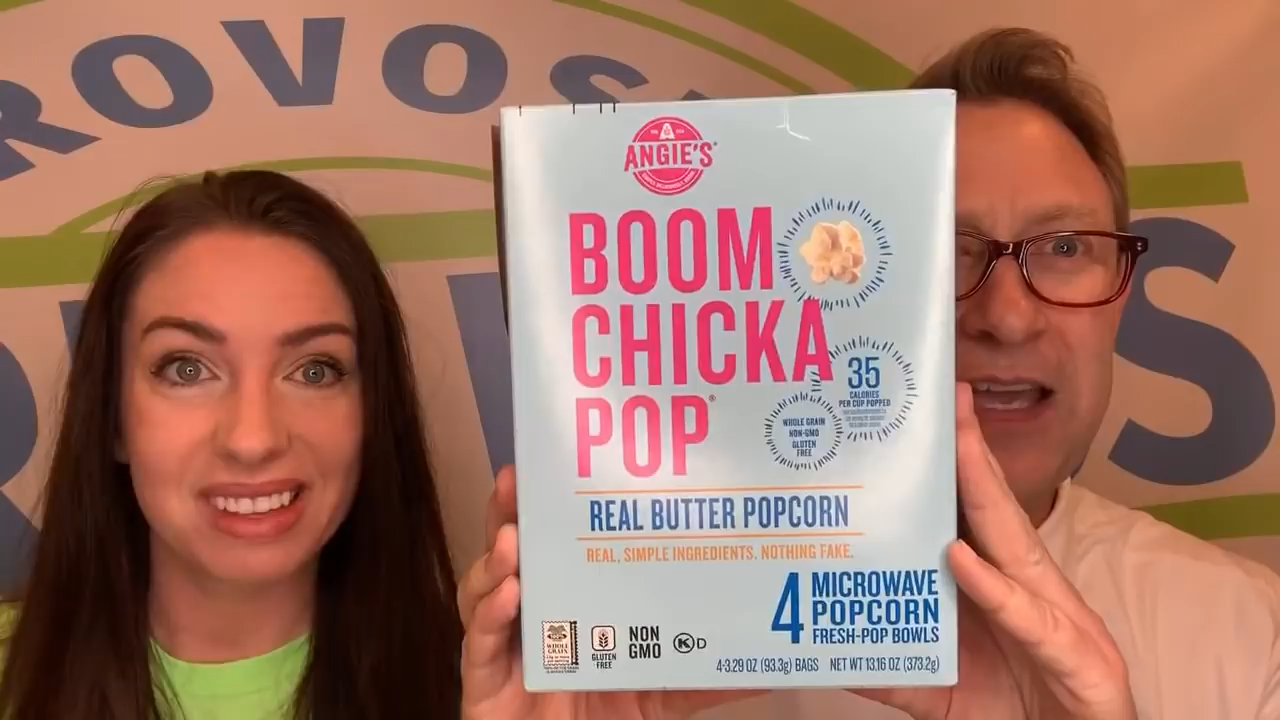 ROVOS
ANGIE'S
BOOM
CHICKA
POP®
35
CALORIES
PER CUP POPPED
WHOLE GRAIN
NON-GMO
GLUTEN
FREE
REAL BUTTER POPCORN
REAL, SIMPLE INGREDIENTS. NOTHING FAKE.
4 MICROWAVE
POPCORN
FRESH-POP BOWLS
WHOLE
GRAIN
GLUTEN
FREE
NON
GMO
K D
4-3.29 OZ (93.3g) BAGS NET WT 13.16 OZ (373.2g)
S